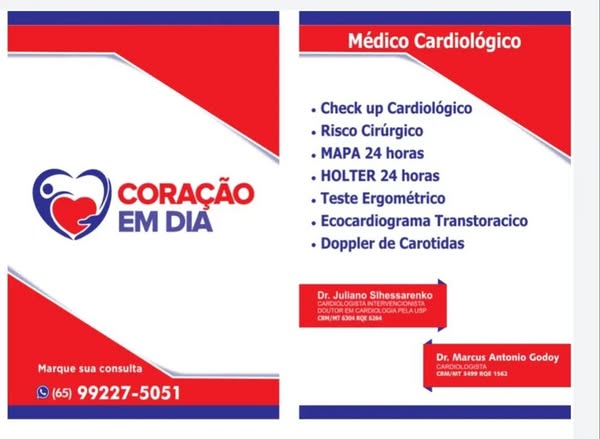 CORAÇÃO
EM DIA
Marque sua consulta
(65) 99227-5051
Médico Cardiológico
• Check up Cardiológico
• Risco Cirúrgico
• MAPA 24 horas
• HOLTER 24 horas
• Teste Ergométrico
• Ecocardiograma Transtoracico
• Doppler de Carotidas
Dr. Juliano Slhessarenko
CARDIOLOGISTA INTERVENCIONISTA
DOUTOR EM CARDIOLOGIA PELA USP
CRM/MT 6304 RQE 6264
Dr. Marcus Antonio Godoy
CARDIOLOGISTA
CRM/MT 3499 RQE 1562